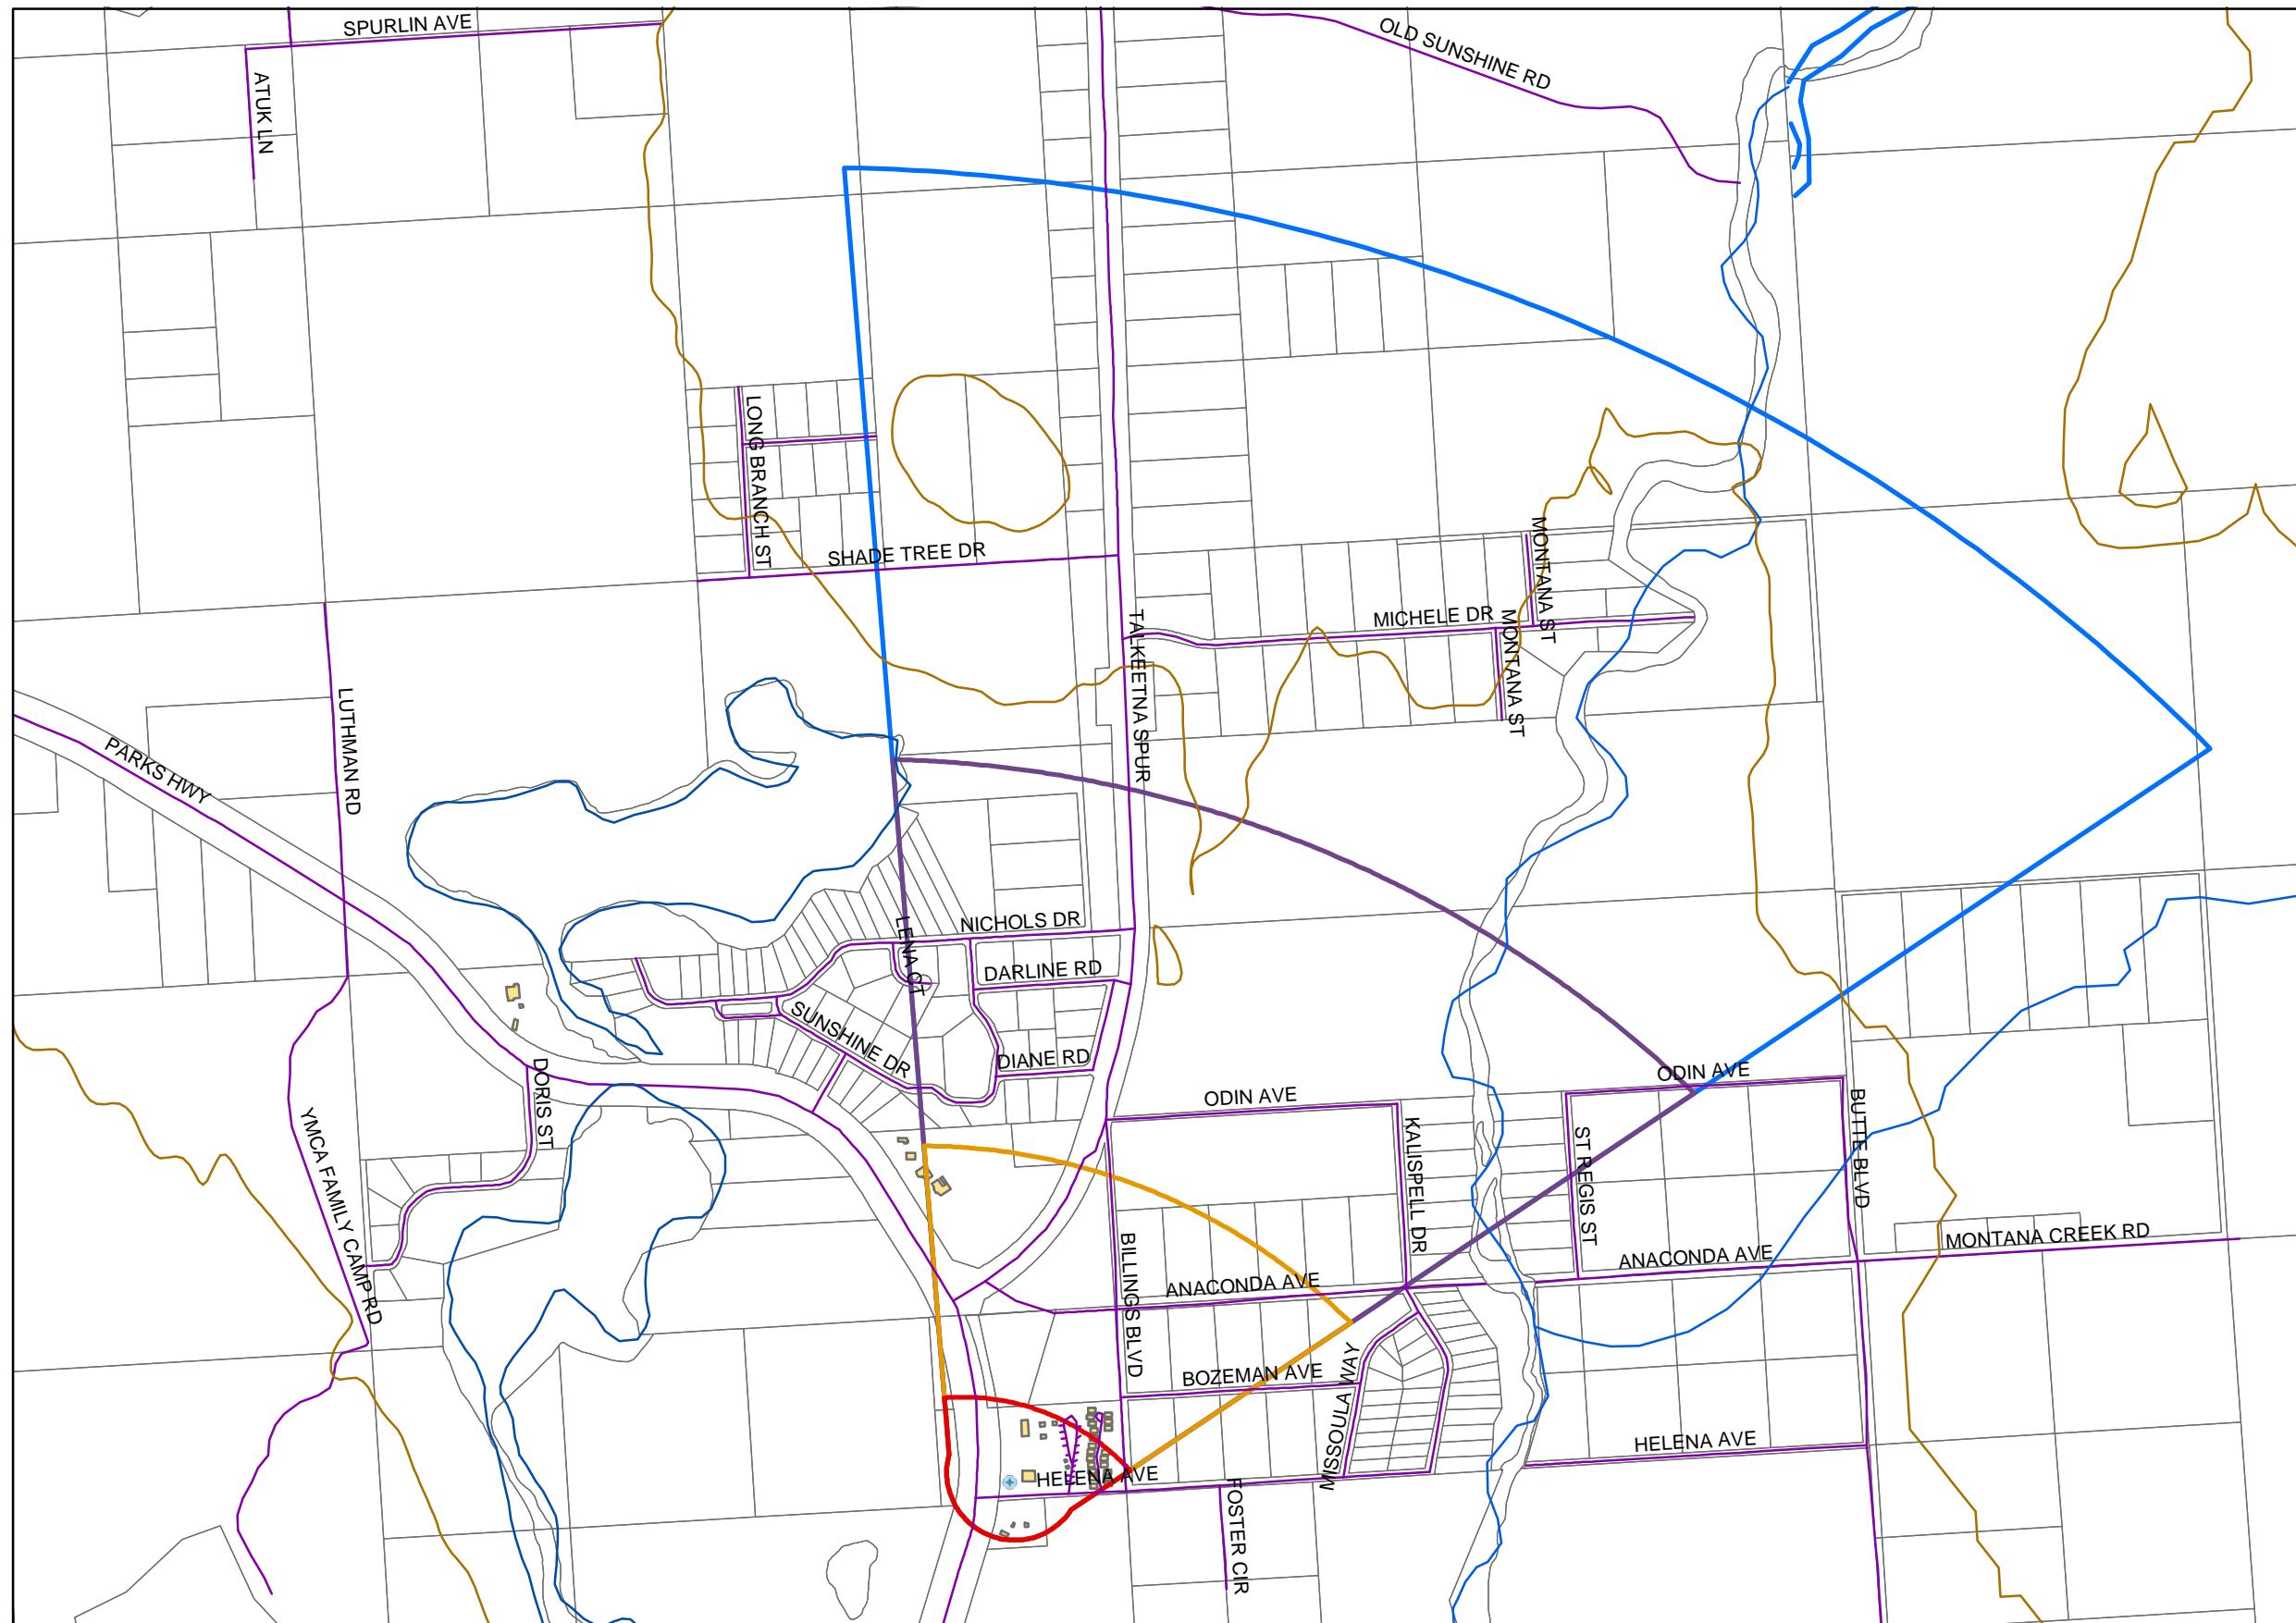 SPURLIN AVE
OLD SUNSHINE RD
ATUK LN
LONG BRANCH ST
SHADE TREE DR
MONTANA ST
MICHELE DR
MONTANA ST
TALKEETNA SPUR
LUTHMAN RD
PARKS HWY
NICHOLS DR
LENA CT
DARLINE RD
SUNSHINE DR
DIANE RD
DORIS ST
ODIN AVE
ODIN AVE
BUTTE BLVD
YMCA FAMILY CAMP RD
KALISPELL DR
ST REGIS ST
BILLINGS BLVD
ANACONDA AVE
ANACONDA AVE
MONTANA CREEK RD
BOZEMAN AVE
MISSOULA WAY
HELENA AVE
HELENA AVE
FOSTER CIR